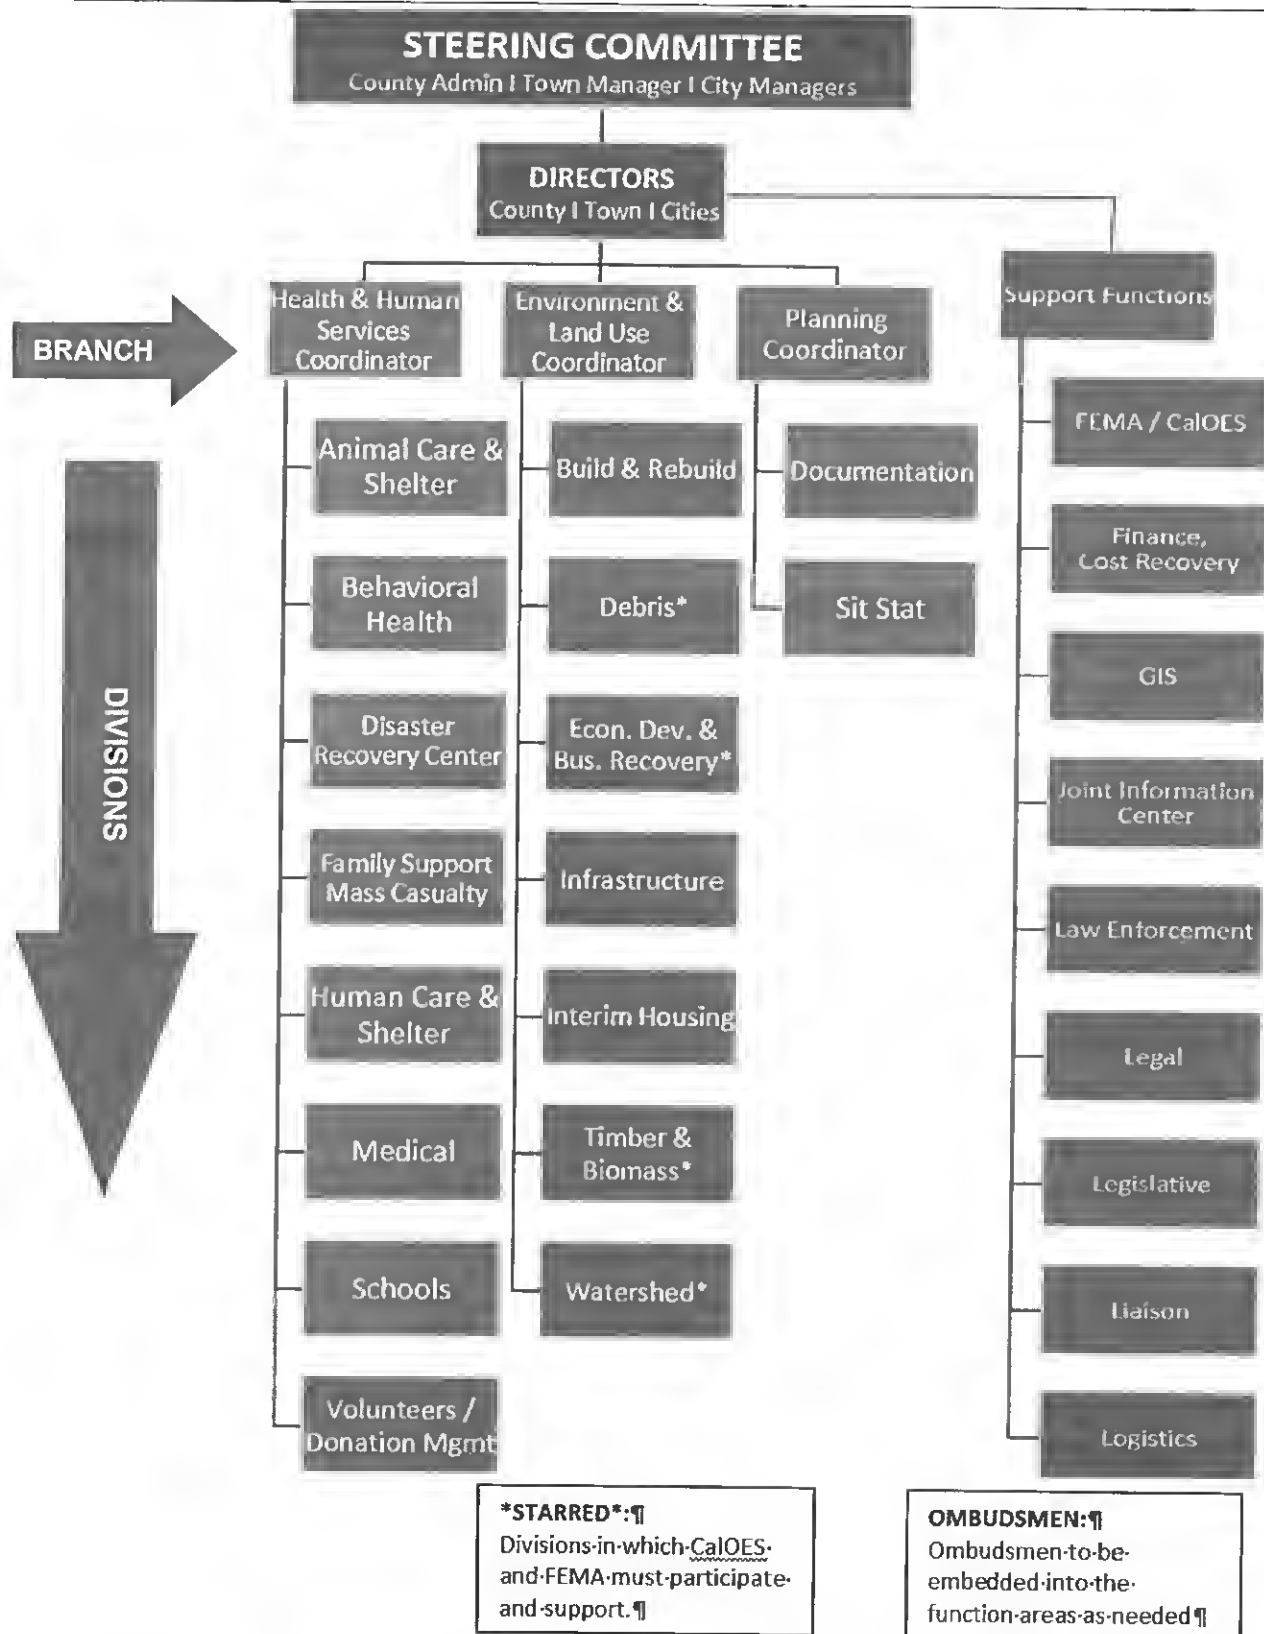 STEERING COMMITTEE
County Admin I Town Manager I City Managers
DIRECTORS
County I Town I Cities
BRANCH
Health & Human
Services
Coordinator
Environment &
Land Use
Coordinator
Planning
Coordinator
Support Functions
DIVISIONS
Animal Care &
Shelter
Behavioral
Health
Disaster
Recovery Center
Family Support
Mass Casualty
Human Care &
Shelter
Medical
Schools
Volunteers /
Donation Mgmt
Build & Rebuild
Debris*
Econ. Dev. &
Bus. Recovery*
Infrastructure
Interim Housing
Timber &
Biomass*
Watershed*
Documentation
Sit Stat
FEMA / CalOES
Finance,
Cost Recovery
GIS
Joint Information
Center
Law Enforcement
Legal
Legislative
Liaison
Logistics
*STARRED*:¶
Divisions·in·which·CalOES·
and·FEMA·must·participate·
and·support.¶
OMBUDSMEN:¶
Ombudsmen·to·be·
embedded·into·the·
function·areas·as·needed¶